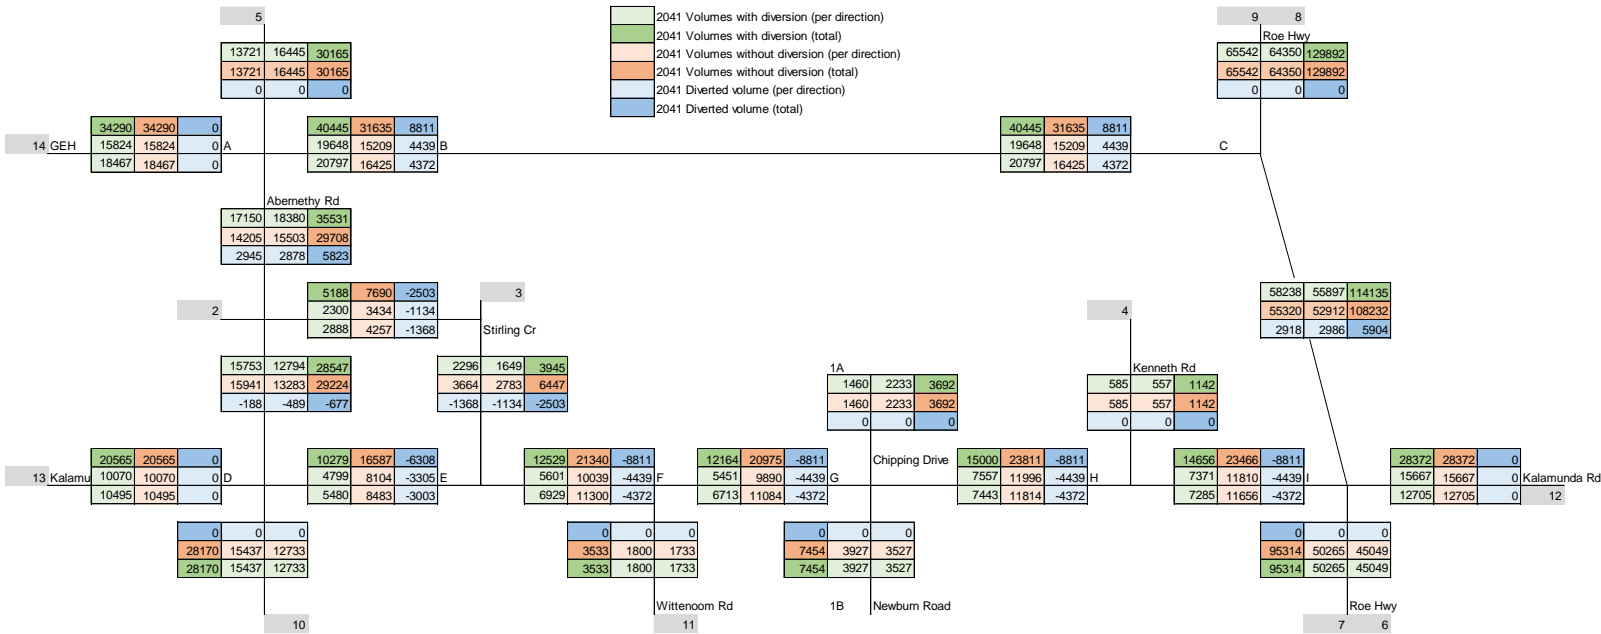 5
2041 Volumes with diversion (per direction)
2041 Volumes with diversion (total)
2041 Volumes without diversion (per direction)
2041 Volumes without diversion (total)
2041 Diverted volume (per direction)
2041 Diverted volume (total)
9 8
Roe Hwy
13721 16445 30165
13721 16445 30165
0 0 0
65542 64350 129892
65542 64350 129892
0 0 0
34290 34290 0
14 GEH 15824 15824 0 A
18467 18467 0
40445 31635 8811
19648 15209 4439 B
20797 16425 4372
40445 31635 8811
19648 15209 4439 C
20797 16425 4372
Abernethy Rd
17150 18380 35531
14205 15503 29708
2945 2878 5823
2
5188 7690 -2503
2300 3434 -1134
2888 4257 -1368
3
Stirling Cr
4
58238 55897 114135
55320 52912 108232
2918 2986 5904
15753 12794 28547
15941 13283 29224
-188 -489 -677
2296 1649 3945
3664 2783 6447
-1368 -1134 -2503
1A
1460 2233 3692
1460 2233 3692
0 0 0
Kenneth Rd
585 557 1142
585 557 1142
0 0 0
20565 20565 0
13 Kalamu 10070 10070 0 D
10495 10495 0
10279 16587 -6308
4799 8104 -3305 E
5480 8483 -3003
12529 21340 -8811
5601 10039 -4439 F
6929 11300 -4372
12164 20975 -8811
5451 9890 -4439 G
6713 11084 -4372
Chipping Drive
15000 23811 -8811
7557 11996 -4439 H
7443 11814 -4372
14656 23466 -8811
7371 11810 -4439 I
7285 11656 -4372
28372 28372 0
15667 15667 0 Kalamunda Rd
12705 12705 0
12
0 0 0
28170 15437 12733
28170 15437 12733
0 0 0
3533 1800 1733
3533 1800 1733
0 0 0
7454 3927 3527
7454 3927 3527
0 0 0
95314 50265 45049
95314 50265 45049
10
Wittenoom Rd
11
1B Newburn Road
Roe Hwy
7 6